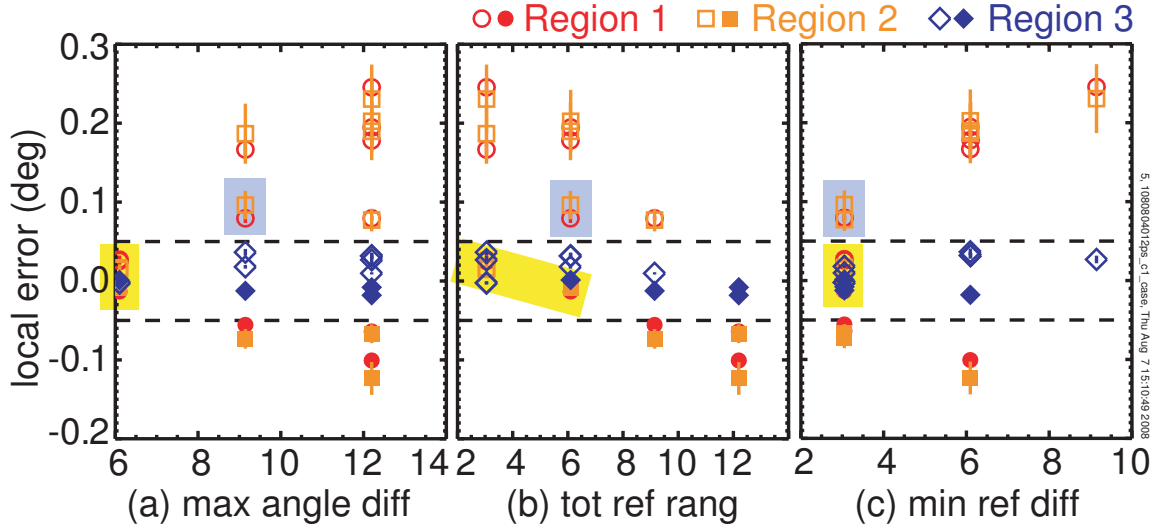 Region 1 Region 2 Region 3
local error (deg)
0.3
0.2
0.1
0.0
-0.1
-0.2
6 8 10 12 14 2 4 6 8 10 12 2 4 6 8 10
(a) max angle diff (b) tot ref rang (c) min ref diff
5, 1080804012ps_c1_case, Thu Aug 7 15:10:49 2008